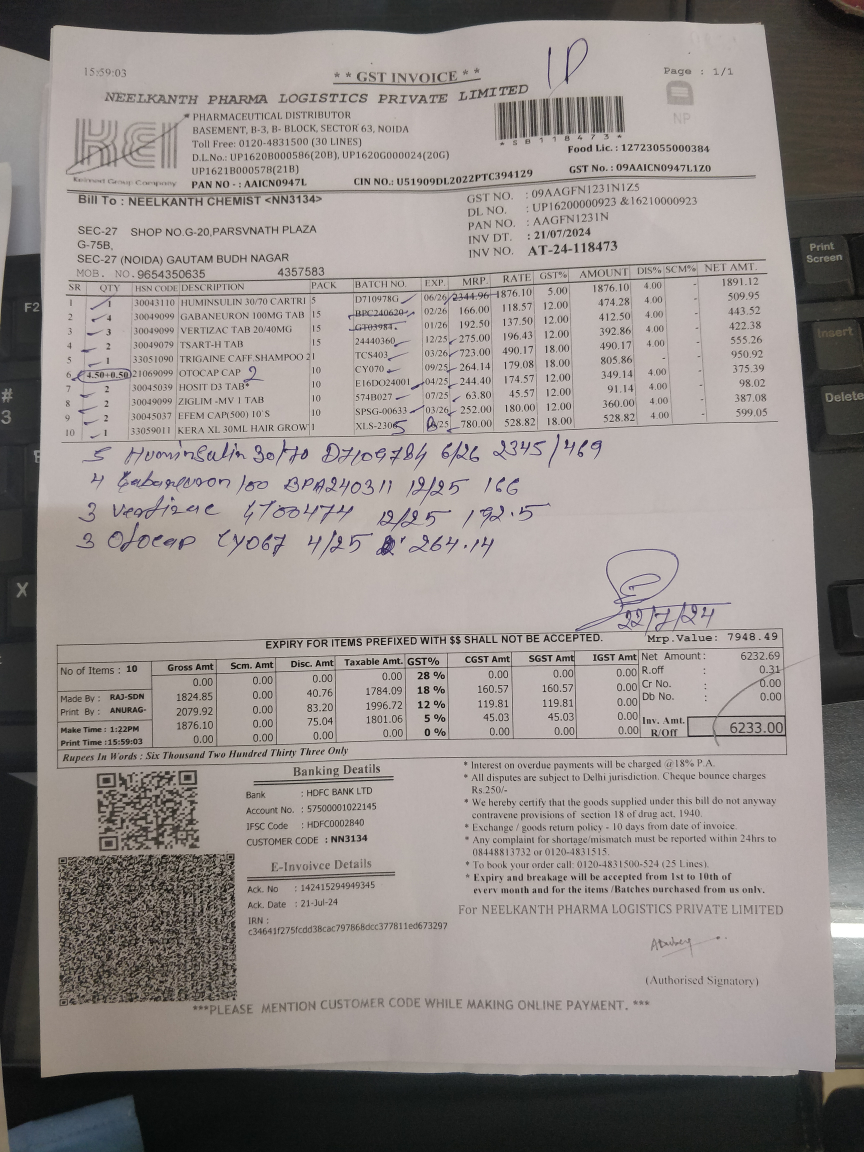 15:59:03
** GST INVOICE **
1D
Page : 1/1
NEELKANTH PHARMA LOGISTICS PRIVATE LIMITED
NP
KEI
Keimed Group Company
PHARMACEUTICAL DISTRIBUTOR
BASEMENT, B-3, B- BLOCK, SECTOR 63, NOIDA
Toll Free: 0120-4831500 (30 LINES)
D.L.No.: UP1620B000586(20B), UP1620G000024(20G)
UP1621B000578(21B)
PAN NO - : AAICN0947L
CIN NO.: U51909DL2022PTC394129
*SB118473*
Food Lic. : 12723055000384
GST No. : 09AAICN0947L1Z0
Bill To : NEELKANTH CHEMIST <NN3134>
SEC-27 SHOP NO.G-20,PARSVNATH PLAZA
G-75B,
SEC-27 (NOIDA) GAUTAM BUDH NAGAR
MOB. NO.9654350635 4357583
GST NO. : 09AAGFN1231N1Z5
DL NO. : UP16200000923 &16210000923
PAN NO. : AAGFN1231N
INV DT. : 21/07/2024
INV NO. AT-24-118473
SR QTY HSN CODE DESCRIPTION PACK BATCH NO. EXP. MRP. RATE GST% AMOUNT DIS% SCM% NET AMT.
1 1 30043110 HUMINSULIN 30/70 CARTRI 5 D710978G 06/26 2344.96 1876.10 5.00 1876.10 4.00 - 1891.12
2 4 30049099 GABANEURON 100MG TAB 15 BPC240620 02/26 166.00 118.57 12.00 474.28 4.00 - 509.95
3 3 30049099 VERTIZAC TAB 20/40MG 15 GT03984 01/26 192.50 137.50 12.00 412.50 4.00 - 443.52
4 2 30049079 TSART-H TAB 15 24440360 12/25 275.00 196.43 12.00 392.86 4.00 - 422.38
5 1 33051090 TRIGAINE CAFF.SHAMPOO 2 1 TCS403 03/26 723.00 490.17 18.00 490.17 4.00 - 555.26
6 4.50+0.50 21069099 OTOCAP CAP 2 10 CY070 09/25 264.14 179.08 18.00 805.86 - - 950.92
7 2 30045039 HOSIT D3 TAB* 10 E16DO24001 04/25 244.40 174.57 12.00 349.14 4.00 - 375.39
8 2 30049099 ZIGLIM -MV 1 TAB 10 574B027 07/25 63.80 45.57 12.00 91.14 4.00 - 98.02
9 2 30045037 EFEM CAP(500) 10`S 10 SPSG-00633 03/26 252.00 180.00 12.00 360.00 4.00 - 387.08
10 1 33059011 KERA XL 30ML HAIR GROW 1 XLS-2305 /25 780.00 528.82 18.00 528.82 4.00 - 599.05
5 Huminsulin 30/70 D710978G 6/26 2345/469
4 Gabaneuron 100 BPA240311 12/25 166
3 Vertizac GT00474 12/25 192.5
3 Otocap CY067 4/25 264.14
22/7/24
EXPIRY FOR ITEMS PREFIXED WITH $$ SHALL NOT BE ACCEPTED.
Mrp.Value: 7948.49
No of Items : 10
Made By : RAJ-SDN
Print By : ANURAG-
Make Time :1:22PM
Print Time :15:59:03
Gross Amt Scm. Amt Disc. Amt Taxable Amt. GST% CGST Amt SGST Amt IGST Amt
0.00 0.00 0.00 0.00 28 % 0.00 0.00 0.00
1824.85 0.00 40.76 1784.09 18 % 160.57 160.57 0.00
2079.92 0.00 83.20 1996.72 12 % 119.81 119.81 0.00
1876.10 0.00 75.04 1801.06 5 % 45.03 45.03 0.00
0.00 0.00 0.00 0.00 0 % 0.00 0.00 0.00
Net Amount : 6232.69
R.off : 0.31
Cr No. : 0.00
Db No. : 0.00
Inv. Amt. R/Off 6233.00
Rupees In Words : Six Thousand Two Hundred Thirty Three Only
Banking Deatils
Bank : HDFC BANK LTD
Account No. : 57500001022145
IFSC Code : HDFC0002840
CUSTOMER CODE : NN3134
E-Invoivce Details
Ack. No : 142415294949345
Ack. Date : 21-Jul-24
IRN :
c34641f275fcdd38cac797868dcc377811ed673297
* Interest on overdue payments will be charged @18% P.A.
* All disputes are subject to Delhi jurisdiction. Cheque bounce charges
Rs.250/-
* We hereby certify that the goods supplied under this bill do not anyway
contravene provisions of section 18 of drug act, 1940.
* Exchange / goods return policy - 10 days from date of invoice.
* Any complaint for shortage/mismatch must be reported within 24hrs to
08448813732 or 0120-4831515.
* To book your order call: 0120-4831500-524 (25 Lines).
* Expiry and breakage will be accepted from 1st to 10th of
every month and for the items /Batches purchased from us only.
For NEELKANTH PHARMA LOGISTICS PRIVATE LIMITED
(Authorised Signatory)
***PLEASE MENTION CUSTOMER CODE WHILE MAKING ONLINE PAYMENT. ***
Print
Screen
Insert
Delete
F2
#
3
X